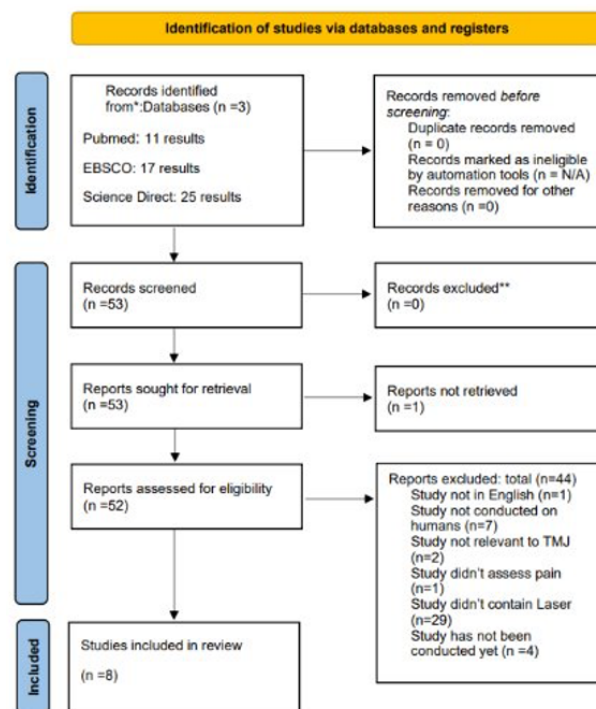 Identification of studies via databases and registers
Identification
Records identified
from*:Databases (n =3)
Pubmed: 11 results
EBSCO: 17 results
Science Direct: 25 results
Records removed before
screening:
Duplicate records removed
(n = 0)
Records marked as ineligible
by automation tools (n = N/A)
Records removed for other
reasons (n =0)
Screening
Records screened
(n =53)
Records excluded**
(n =0)
Reports sought for retrieval
(n =53)
Reports not retrieved
(n =1)
Reports assessed for eligibility
(n =52)
Reports excluded: total (n=44)
Study not in English (n=1)
Study not conducted on
humans (n=7)
Study not relevant to TMJ
(n=2)
Study didn't assess pain
(n=1)
Study didn't contain Laser
(n=29)
Study has not been
conducted yet (n =4)
Included
Studies included in review
(n =8)